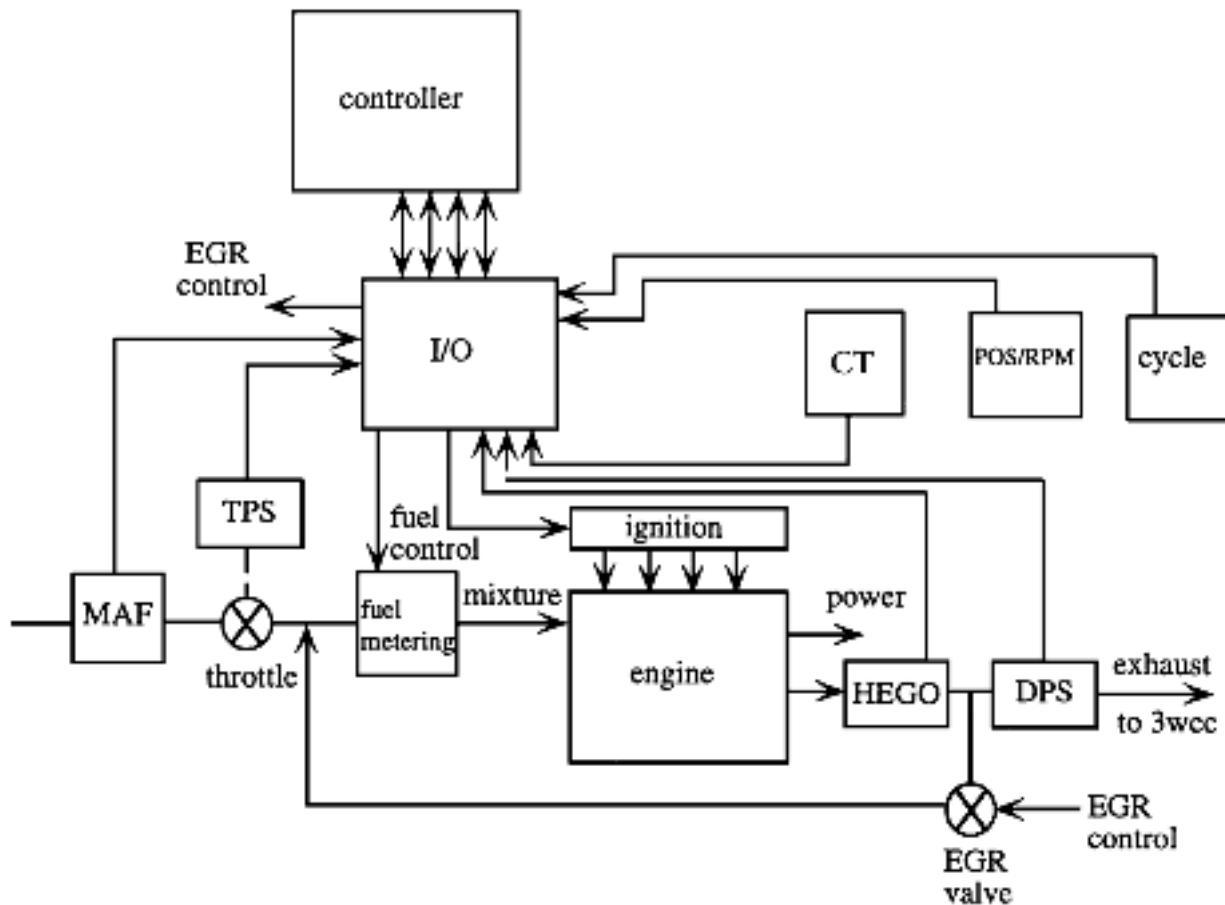 controller
EGR
control
I/O
CT
POS/RPM
cycle
TPS
fuel
control
ignition
MAF
throttle
fuel
metering
mixture
engine
power
HEGO
DPS
exhaust
to 3wcc
EGR
control
EGR
valve